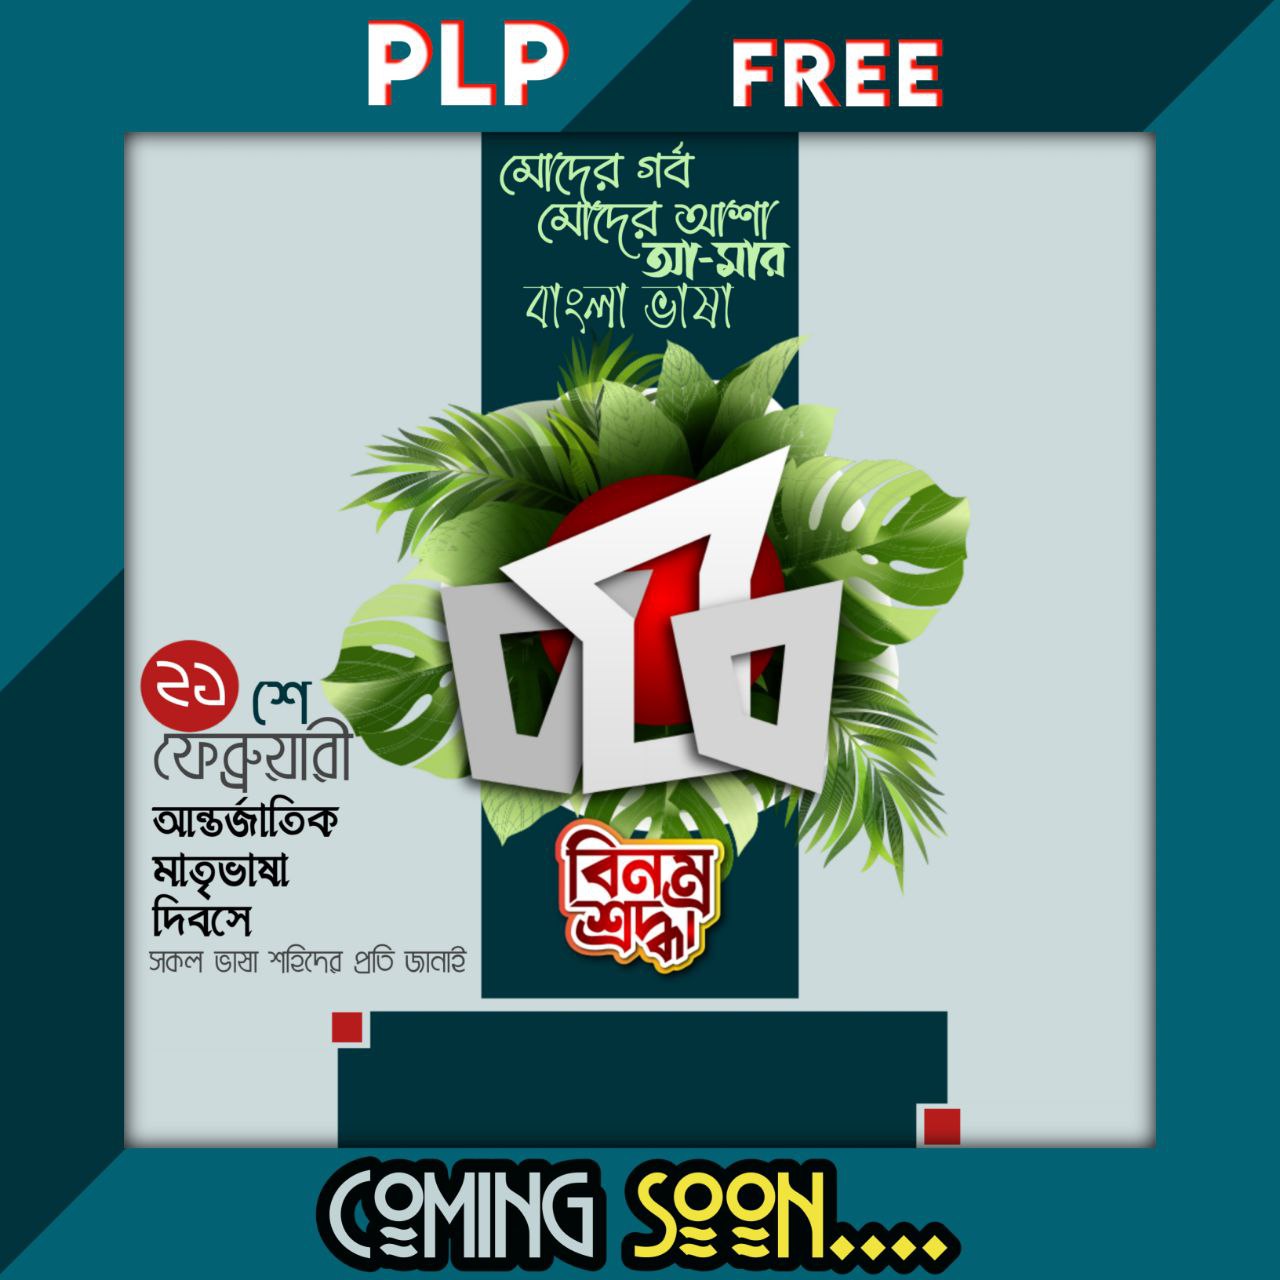 PLP FREE
মোদের গর্ব
মোদের আশা
আ-মার
বাংলা ভাষা
২১ শে
ফেব্রুয়ারী
আন্তর্জাতিক
মাতৃভাষা
দিবসে
সকল ভাষা শহিদের প্রতি জানাই
বিনম্র
শ্রদ্ধা
COMING SOON....